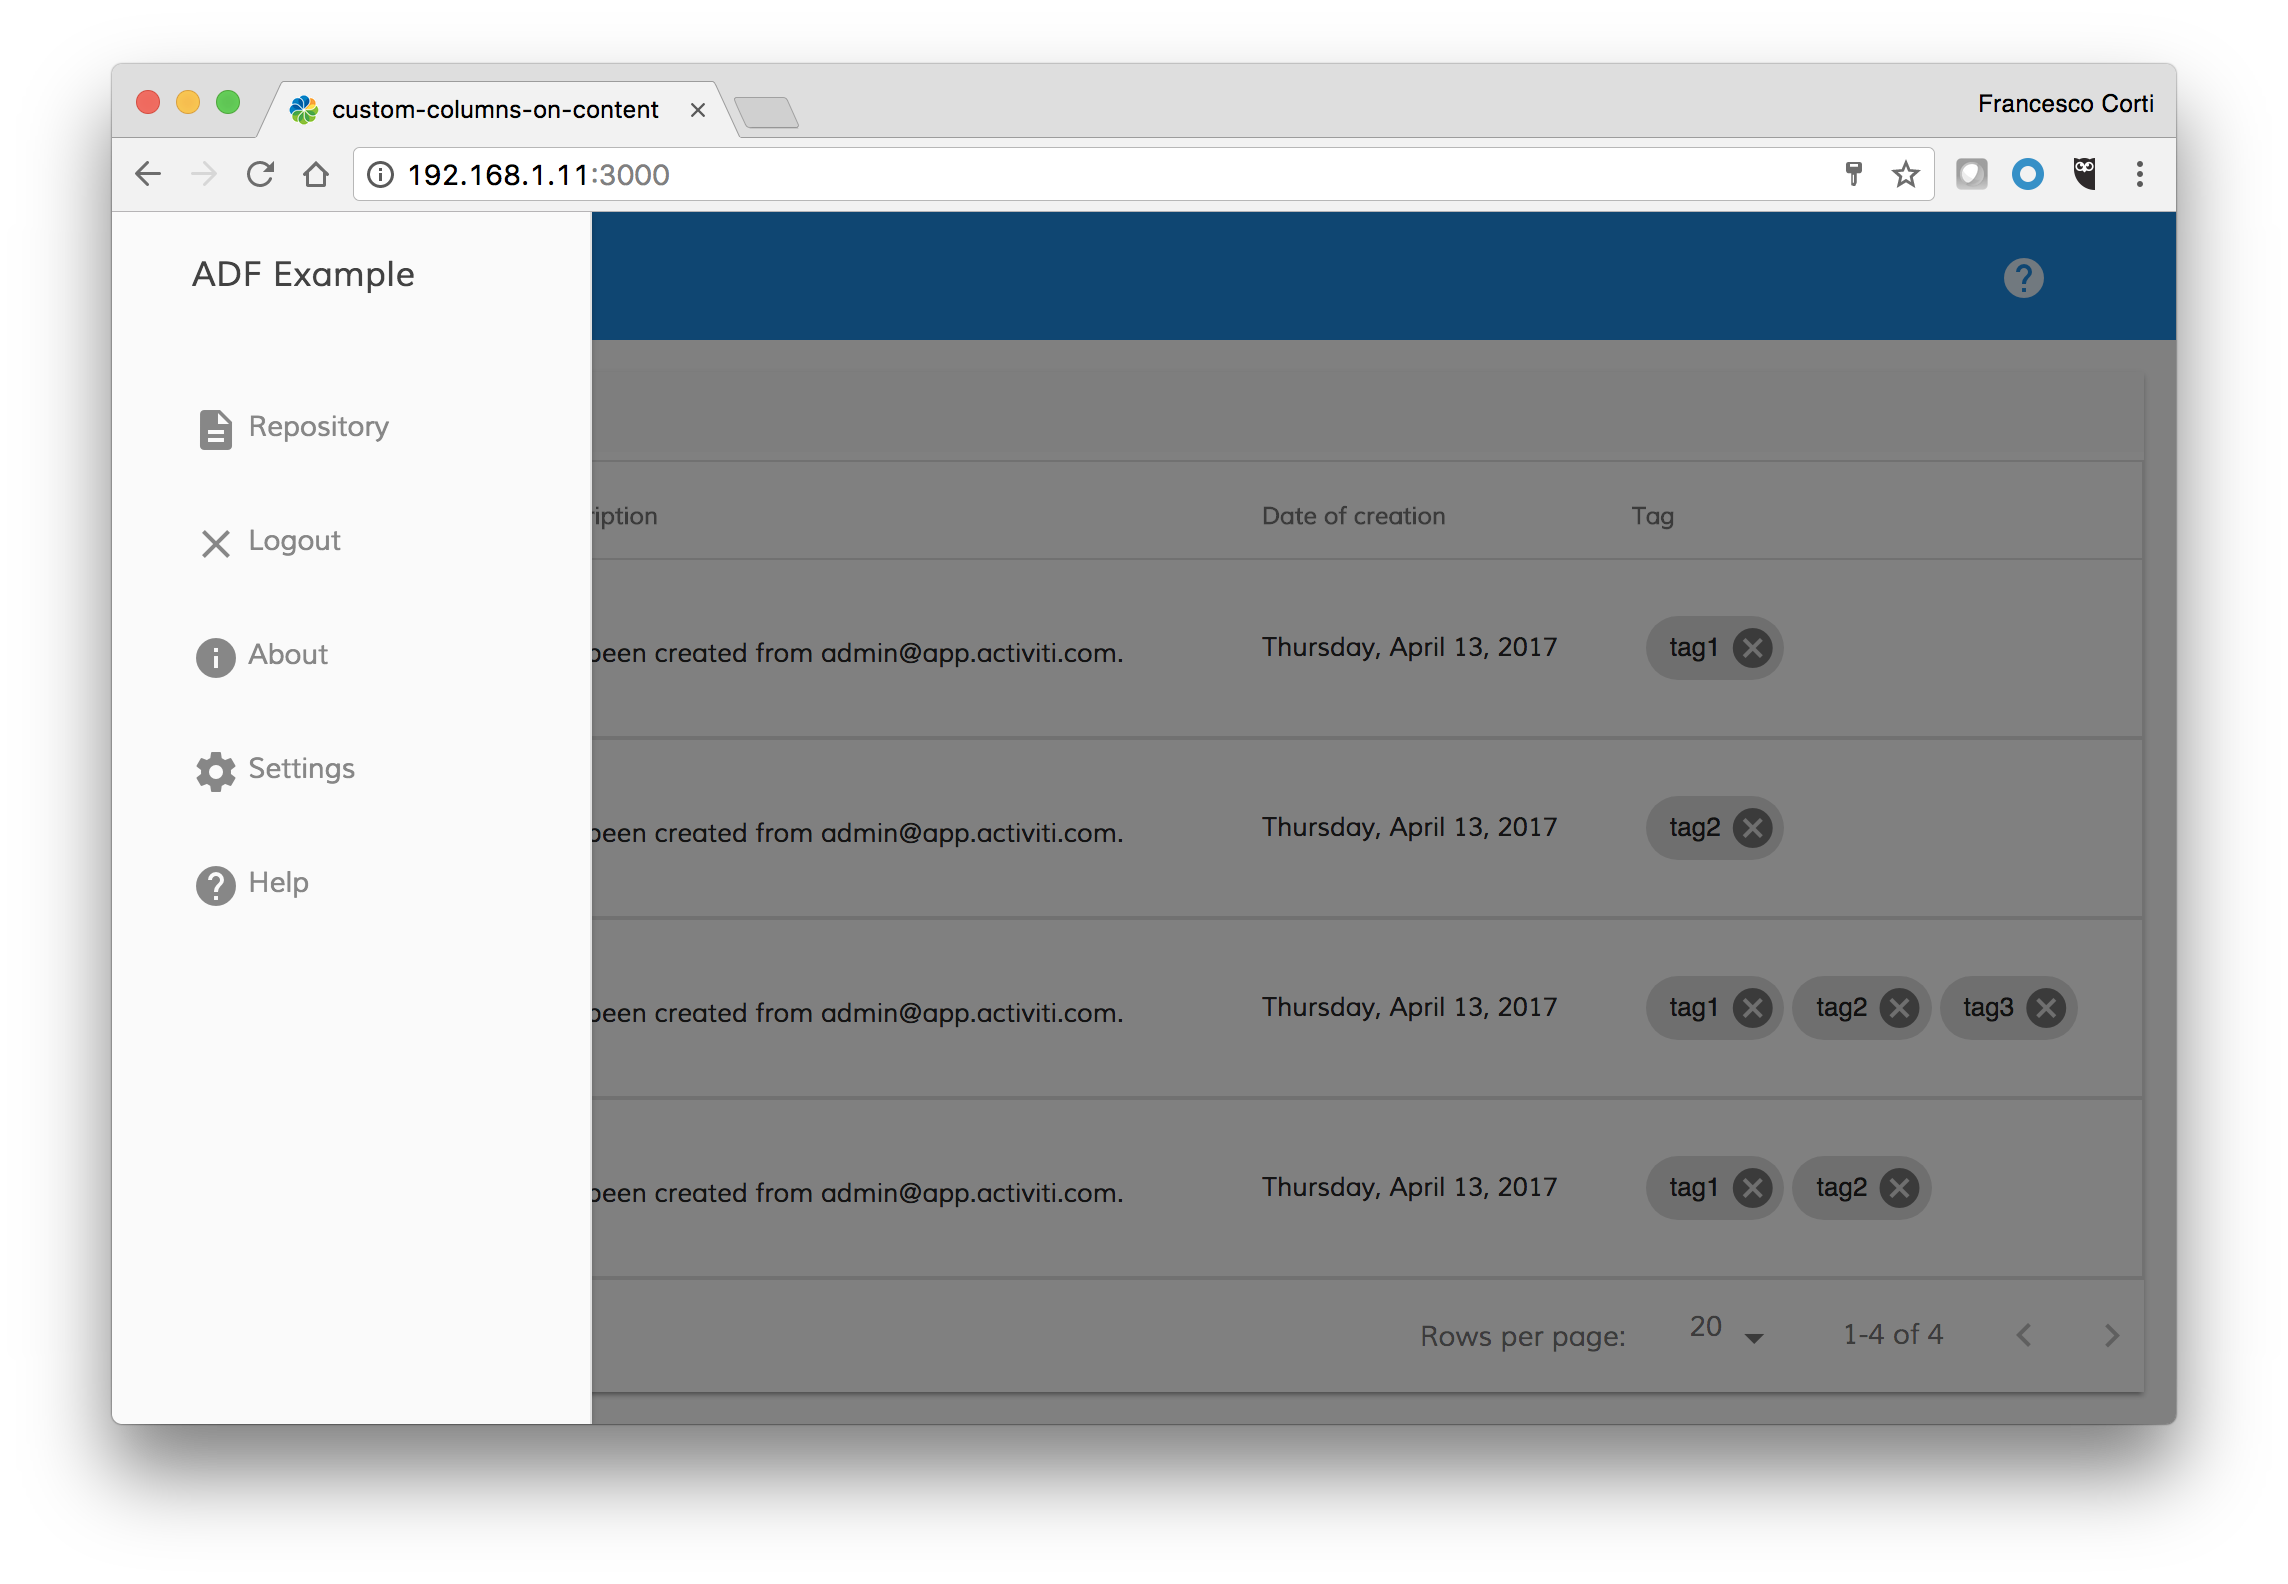 custom-columns-on-content
Francesco Corti
192.168.1.11:3000
ADF Example
Repository
Logout
About
Settings
Help
ription Date of creation Tag
been created from admin@app.activiti.com. Thursday, April 13, 2017 tag1
been created from admin@app.activiti.com. Thursday, April 13, 2017 tag2
been created from admin@app.activiti.com. Thursday, April 13, 2017 tag1 tag2 tag3
been created from admin@app.activiti.com. Thursday, April 13, 2017 tag1 tag2
Rows per page: 20 1-4 of 4